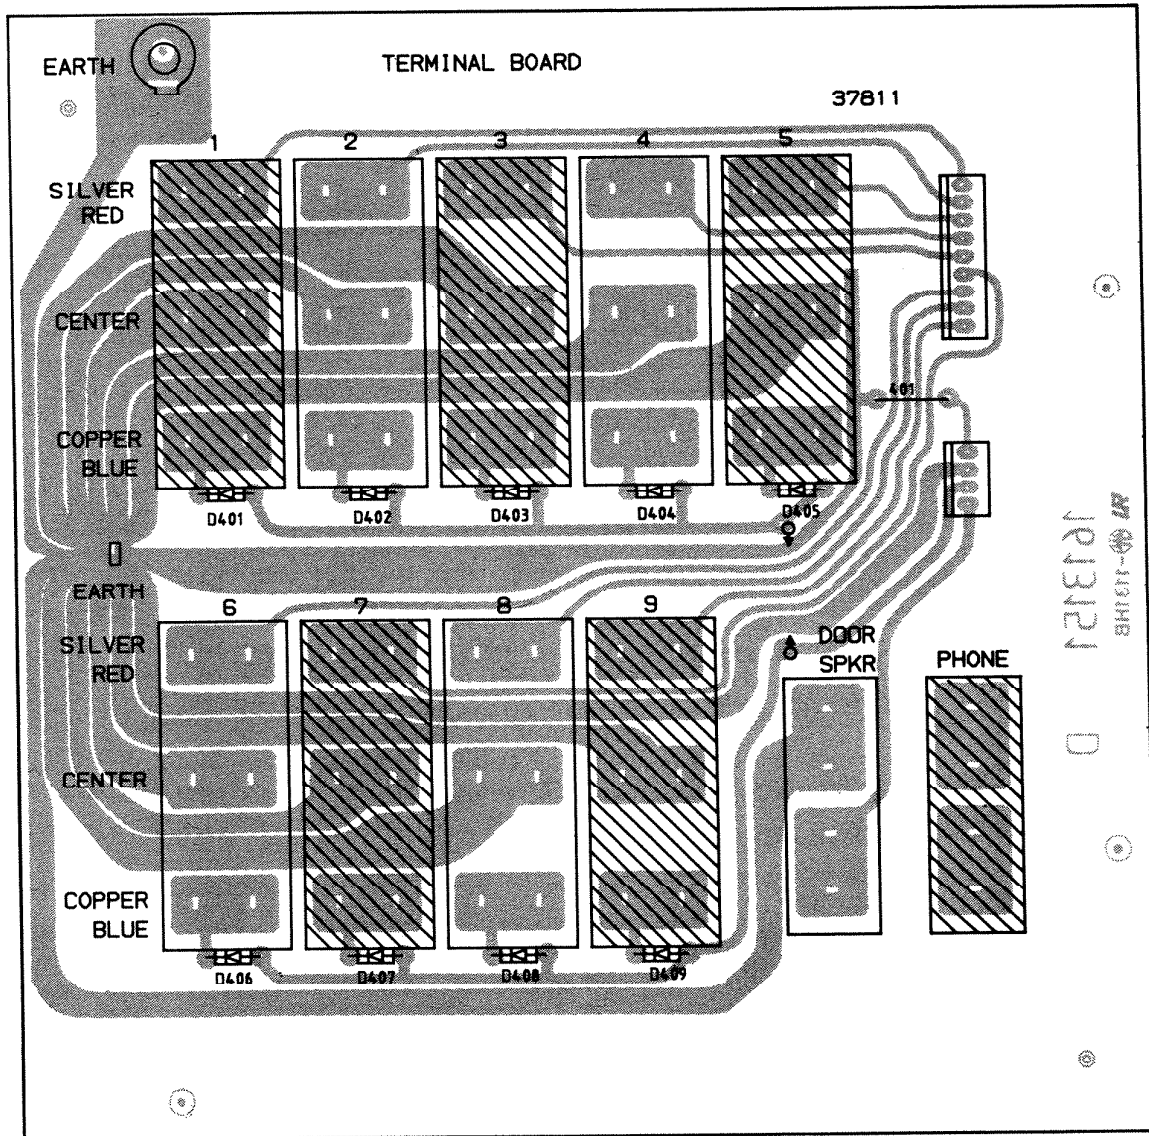 EARTH
TERMINAL BOARD
37811
1 2 3 4 5
SILVER
RED
CENTER
COPPER
BLUE
401
D401 D402 D403 D404 D405
EARTH
6 7 8 9
SILVER
RED
DOOR
SPKR
PHONE
CENTER
COPPER
BLUE
D406 D407 D408 D409
D